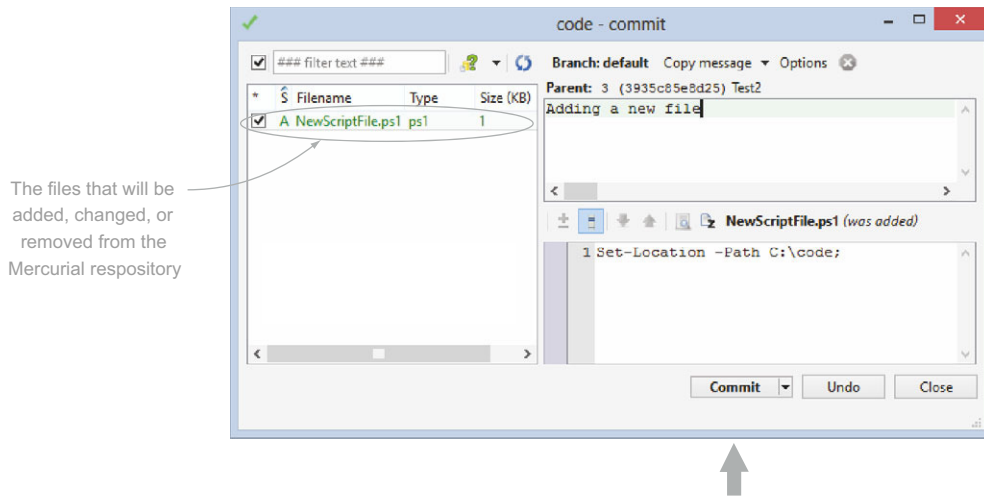 code - commit
### filter text ###
Branch: default Copy message Options
Parent: 3 (3935c85e8d25) Test2
* S Filename Type Size (KB)
Adding a new file
A NewScriptFile.ps1 ps1 1
The files that will be
added, changed, or
removed from the
Mercurial respository
NewScriptFile.ps1 (was added)
1 Set-Location -Path C:\code;
Commit Undo Close